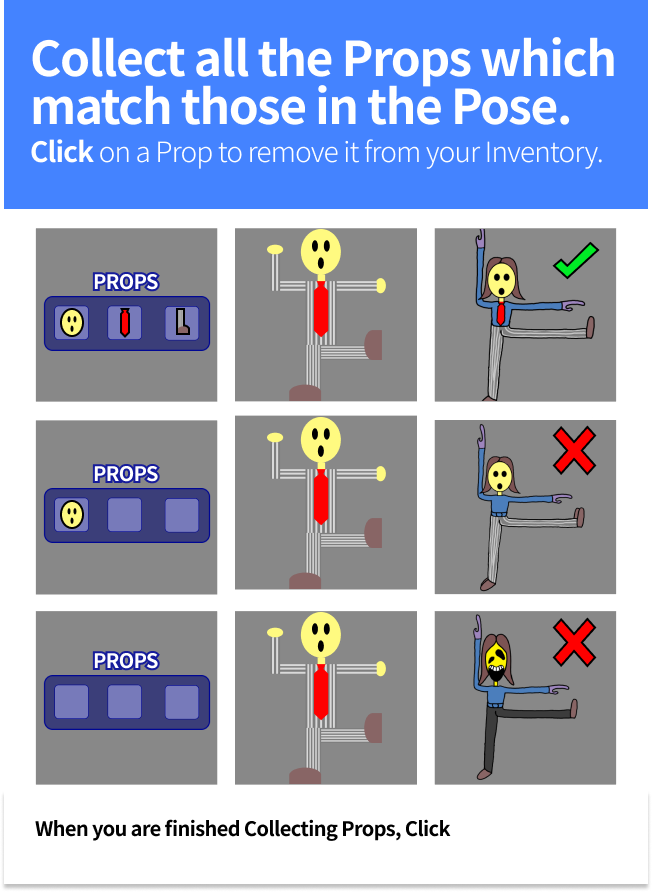 Collect all the Props which
match those in the Pose.
Click on a Prop to remove it from your Inventory.
PROPS
PROPS
PROPS
When you are finished Collecting Props, Click